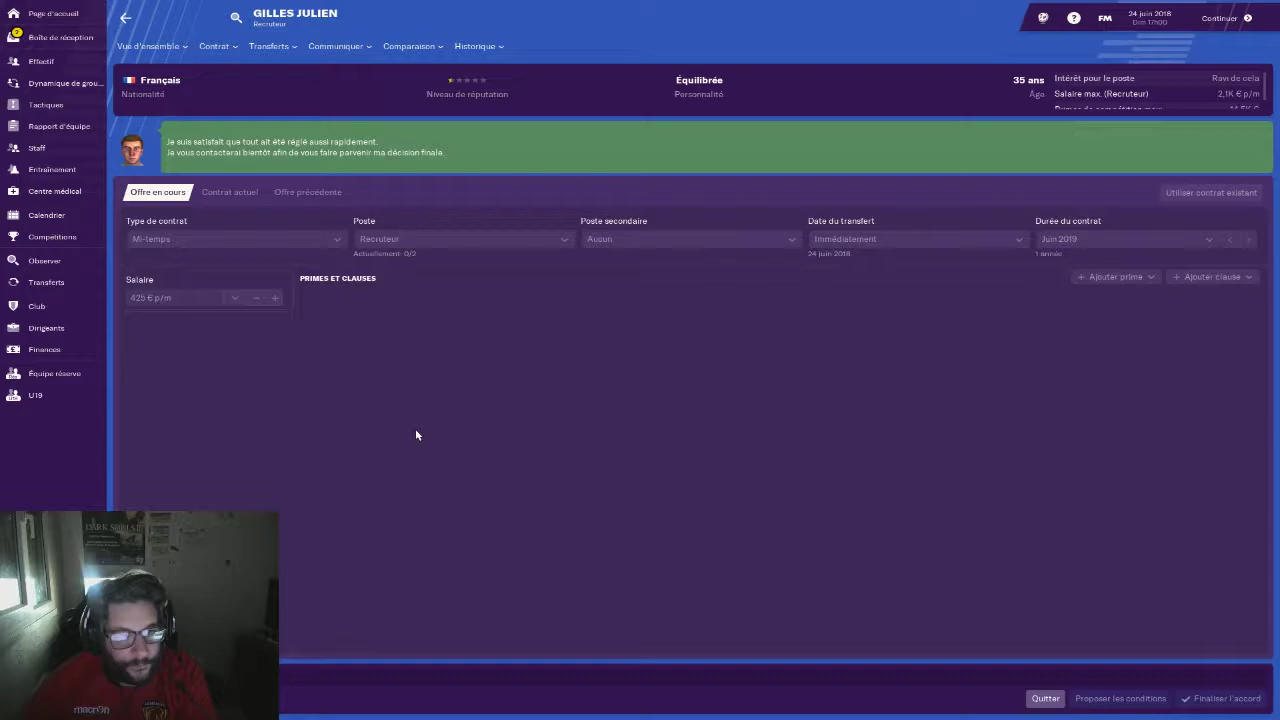 GILLES JULIEN
Recruteur
24 juin 2018
Dim 17h00
FM
Continuer
Vue d'ensemble
Contrat
Transferts
Communiquer
Comparaison
Historique
Page d'accueil
2
Boîte de réception
Effectif
Dynamique de grou...
Tactiques
Rapport d'équipe
Staff
Entraînement
Centre médical
Calendrier
Compétitions
Observer
Transferts
Club
Dirigeants
Finances
Équipe réserve
U19
Français
Nationalité
Niveau de réputation
Équilibrée
Personnalité
35 ans
Âge
Intérêt pour le poste Ravi de cela
Salaire max. (Recruteur) 2,1K € p/m
Je suis satisfait que tout ait été réglé aussi rapidement.
Je vous contacterai bientôt afin de vous faire parvenir ma décision finale.
Offre en cours
Contrat actuel
Offre précédente
Utiliser contrat existant
Type de contrat
Mi-temps
Poste
Recruteur
Actuellement: 0/2
Poste secondaire
Aucun
Date du transfert
Immédiatement
24 juin 2018
Durée du contrat
Juin 2019
1 année
Salaire
425 € p/m
PRIMES ET CLAUSES
Ajouter prime
Ajouter clause
DARK SOULS II
macron
Quitter
Proposer les conditions
Finaliser l'accord